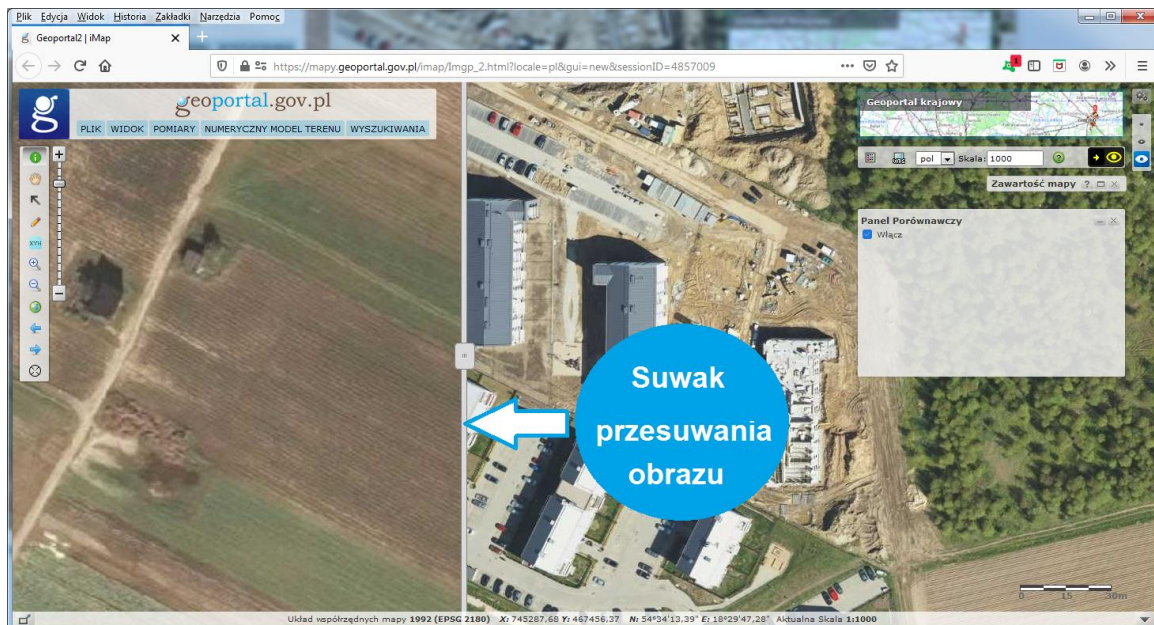 Plik Edycja Widok Historia Zakładki Narzędzia Pomoc
Geoportal2 | iMap
https://mapy.geoportal.gov.pl/imap/Imgp_2.html?locale=pl&gui=new&sessionID=4857009
geoportal.gov.pl
PLIK WIDOK POMIARY NUMERYCZNY MODEL TERENU WYSZUKIWANIA
Geoportal krajowy
pol Skala: 1000
Zawartość mapy
Panel Porównawczy
Włącz
XYH
Suwak
przesuwania
obrazu
0 15 30m
Układ współrzędnych mapy 1992 (EPSG 2180) X: 745287,68 Y: 467456,37 N: 54°34'13,39" E: 18°29'47,28" Aktualna Skala 1:1000